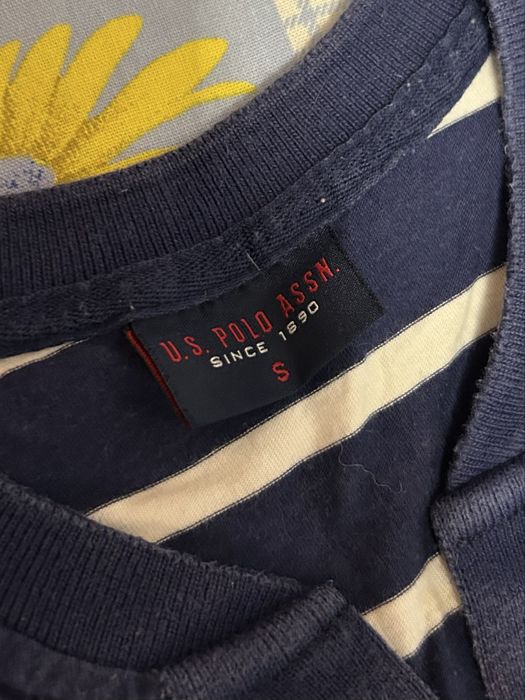 U.S. POLO ASSN.
SINCE 1890
S